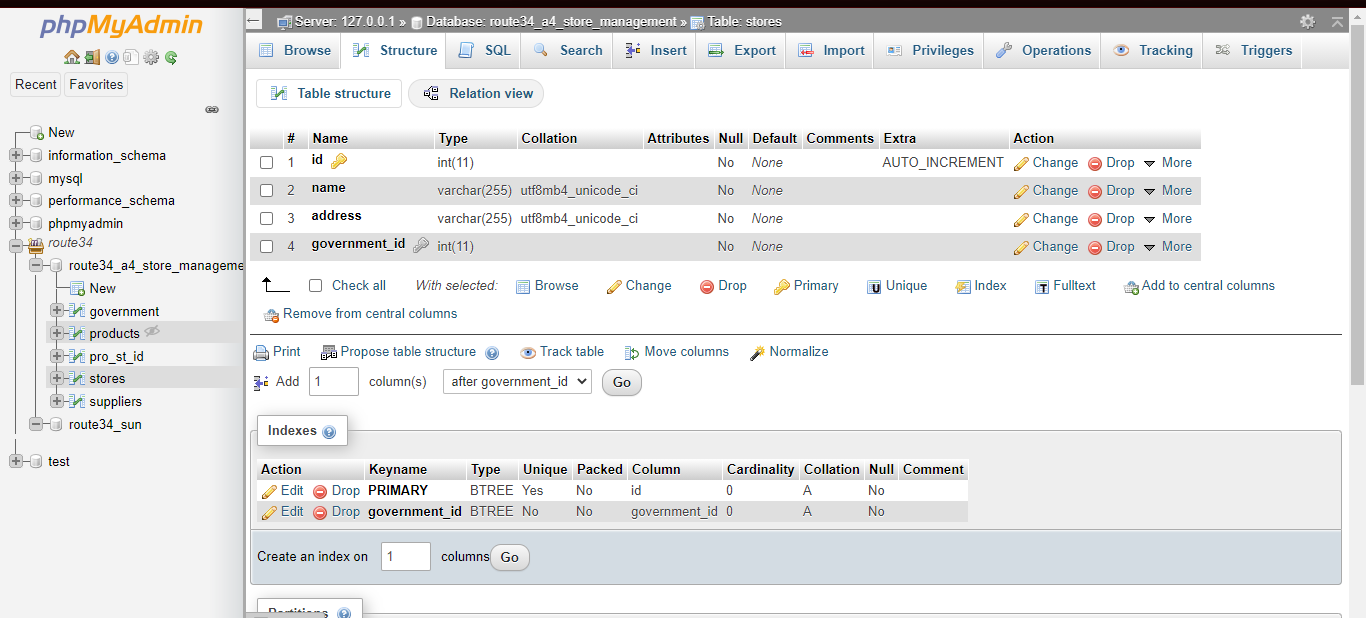 phpMyAdmin
Recent Favorites
New
information_schema
mysql
performance_schema
phpmyadmin
route34
route34_a4_store_manageme
New
government
products
pro_st_id
stores
suppliers
route34_sun
test
Server: 127.0.0.1 » Database: route34_a4_store_management » Table: stores
Browse Structure SQL Search Insert Export Import Privileges Operations Tracking Triggers
Table structure Relation view
# Name Type Collation Attributes Null Default Comments Extra Action
1 id int(11) No None AUTO_INCREMENT Change Drop More
2 name varchar(255) utf8mb4_unicode_ci No None Change Drop More
3 address varchar(255) utf8mb4_unicode_ci No None Change Drop More
4 government_id int(11) No None Change Drop More
Check all With selected: Browse Change Drop Primary Unique Index Fulltext Add to central columns
Remove from central columns
Print Propose table structure Track table Move columns Normalize
Add 1 column(s) after government_id Go
Indexes
Action Keyname Type Unique Packed Column Cardinality Collation Null Comment
Edit Drop PRIMARY BTREE Yes No id 0 A No
Edit Drop government_id BTREE No No government_id 0 A No
Create an index on 1 columns Go
Partitions